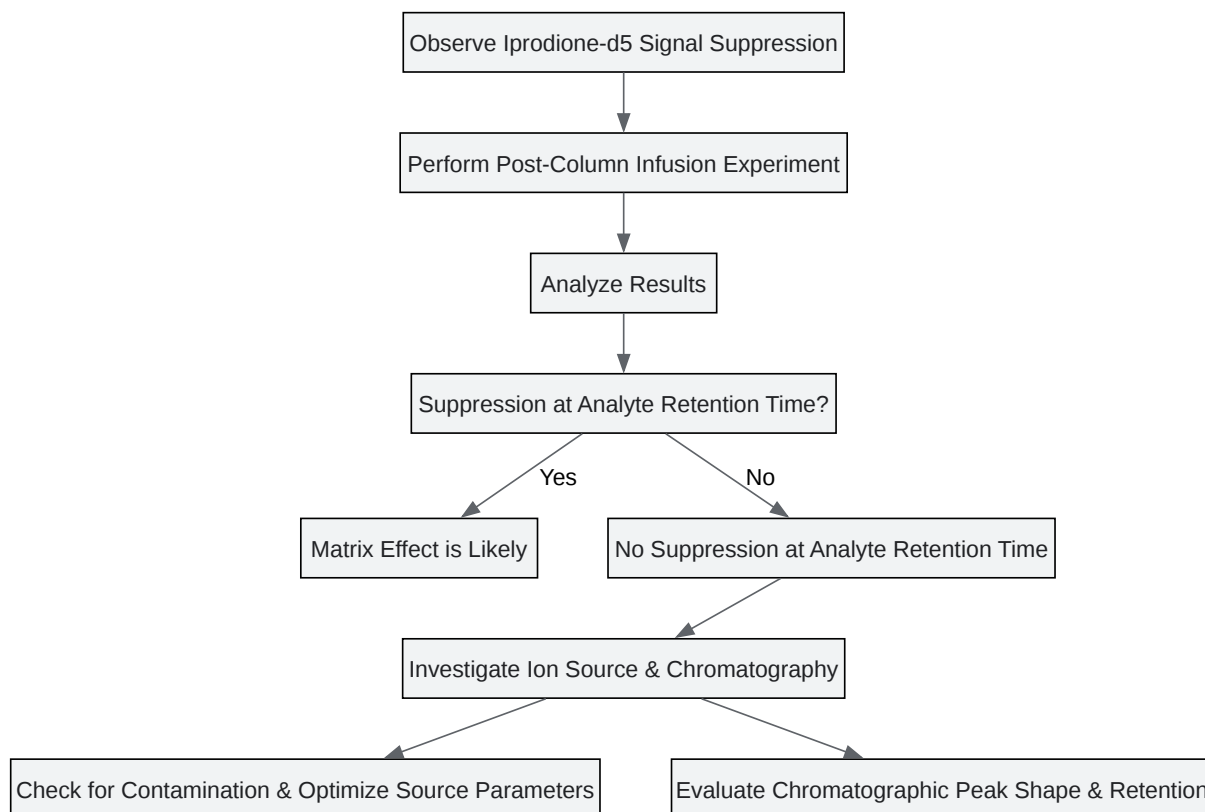 Observe Iprodione-d5 Signal Suppression
Perform Post-Column Infusion Experiment
Analyze Results
Suppression at Analyte Retention Time?
Yes
No
Matrix Effect is Likely
No Suppression at Analyte Retention Time
Investigate Ion Source & Chromatography
Check for Contamination & Optimize Source Parameters
Evaluate Chromatographic Peak Shape & Retention